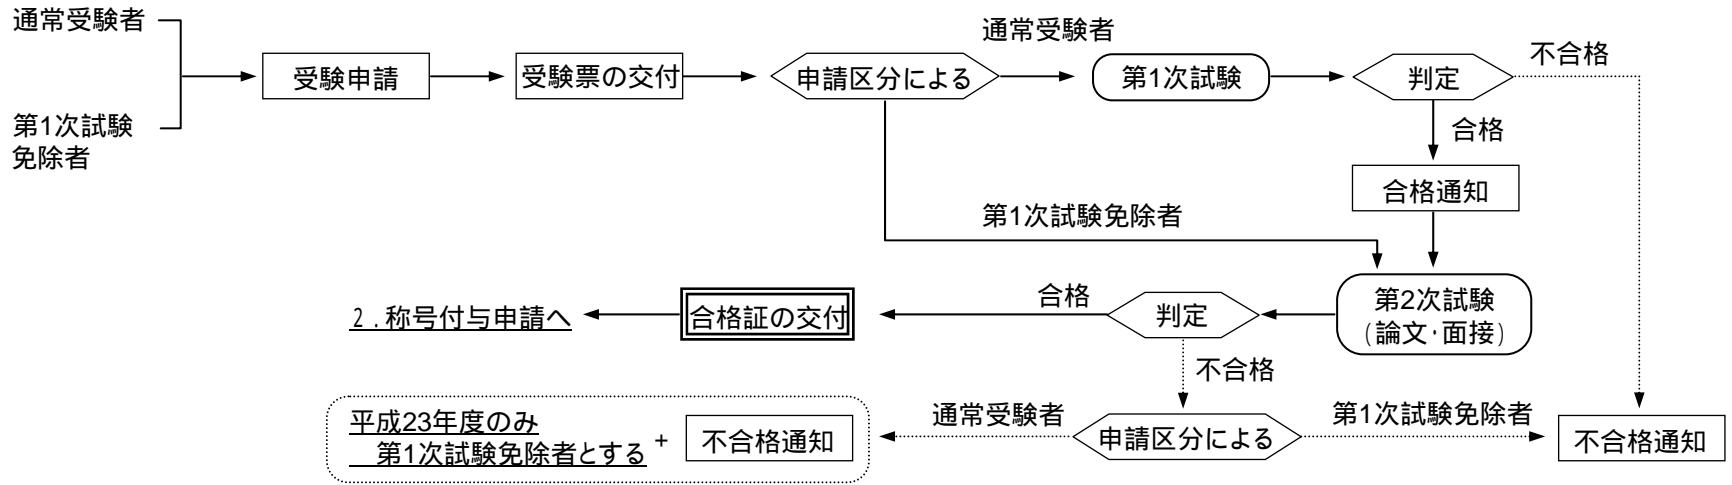 通常受験者
第1次試験
免除者
受験申請
受験票の交付
申請区分による
通常受験者
第1次試験
判定
不合格
合格
合格通知
第1次試験免除者
第2次試験
(論文・面接)
判定
合格
合格証の交付
2.称号付与申請へ
不合格
申請区分による
通常受験者
第1次試験免除者
不合格通知
平成23年度のみ
第1次試験免除者とする
+
不合格通知